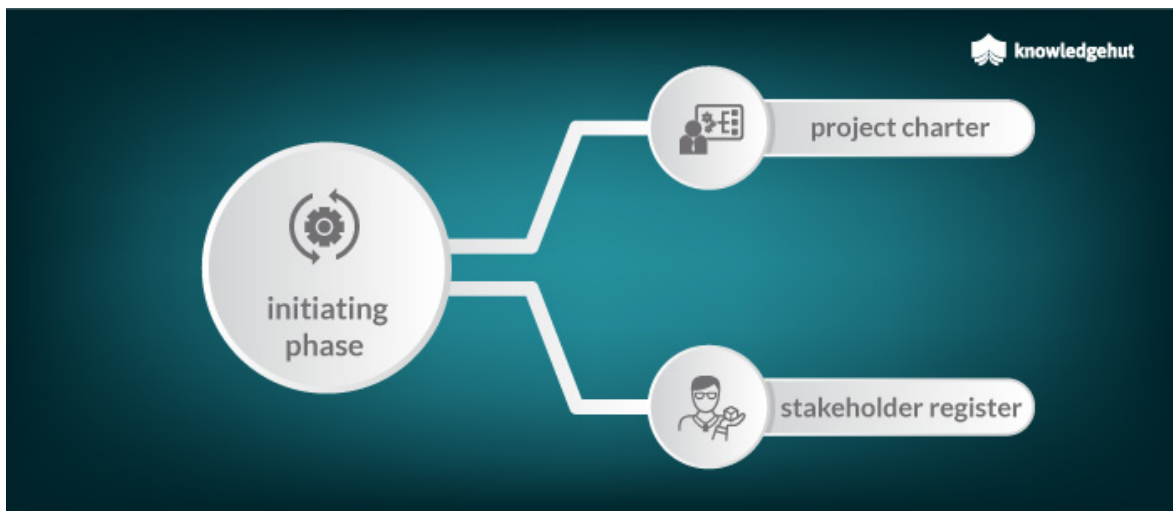 knowledgehut
project charter
initiating
phase
stakeholder register